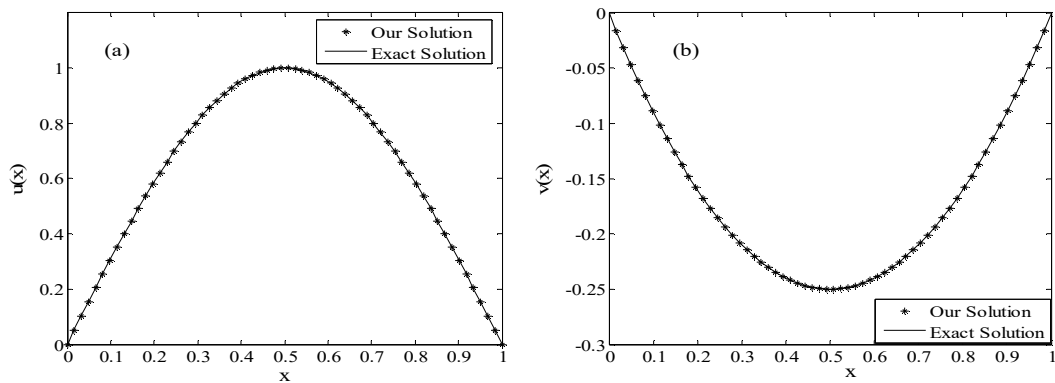 (a)
Our Solution
Exact Solution
u(x)
1
0.8
0.6
0.4
0.2
0
0 0.1 0.2 0.3 0.4 0.5 0.6 0.7 0.8 0.9 1
x
(b)
v(x)
0
-0.05
-0.1
-0.15
-0.2
-0.25
-0.3
Our Solution
Exact Solution
0 0.1 0.2 0.3 0.4 0.5 0.6 0.7 0.8 0.9 1
x